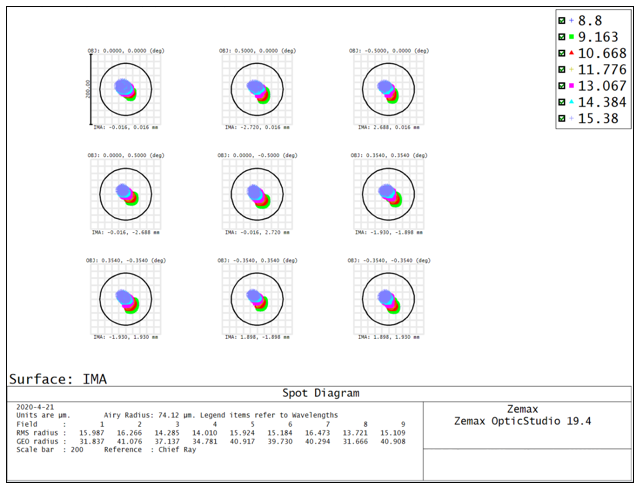 OBJ: 0.0000, 0.0000 (deg)
OBJ: 0.5000, 0.0000 (deg)
OBJ: -0.5000, 0.0000 (deg)
200.00
IMA: -0.016, 0.016 mm
IMA: -2.720, 0.016 mm
IMA: 2.688, 0.016 mm
OBJ: 0.0000, 0.5000 (deg)
OBJ: 0.0000, -0.5000 (deg)
OBJ: 0.3540, 0.3540 (deg)
IMA: -0.016, -2.688 mm
IMA: -0.016, 2.720 mm
IMA: -1.930, -1.898 mm
OBJ: 0.3540, -0.3540 (deg)
OBJ: -0.3540, 0.3540 (deg)
OBJ: -0.3540, -0.3540 (deg)
IMA: -1.930, 1.930 mm
IMA: 1.898, -1.898 mm
IMA: 1.898, 1.930 mm
8.8
9.163
10.668
11.776
13.067
14.384
15.38
Surface: IMA
Spot Diagram
2020-4-21
Units are µm. Airy Radius: 74.12 µm. Legend items refer to Wavelengths
Field : 1 2 3 4 5 6 7 8 9
RMS radius : 15.987 16.266 14.285 14.010 15.924 15.184 16.473 13.721 15.109
GEO radius : 31.837 41.076 37.137 34.781 40.917 39.730 40.294 31.666 40.908
Scale bar : 200 Reference : Chief Ray
Zemax
Zemax OpticStudio 19.4